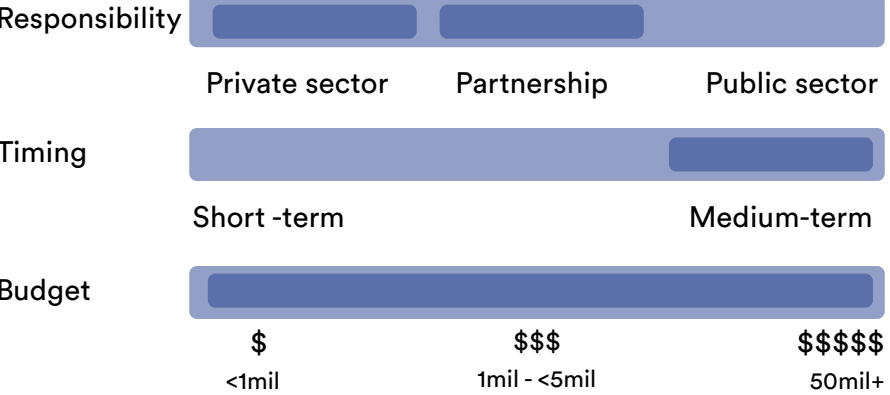 Responsibility
Private sector Partnership Public sector
Timing
Short -term Medium-term
Budget
$ $$$ $$$$$
<1mil 1mil - <5mil 50mil+